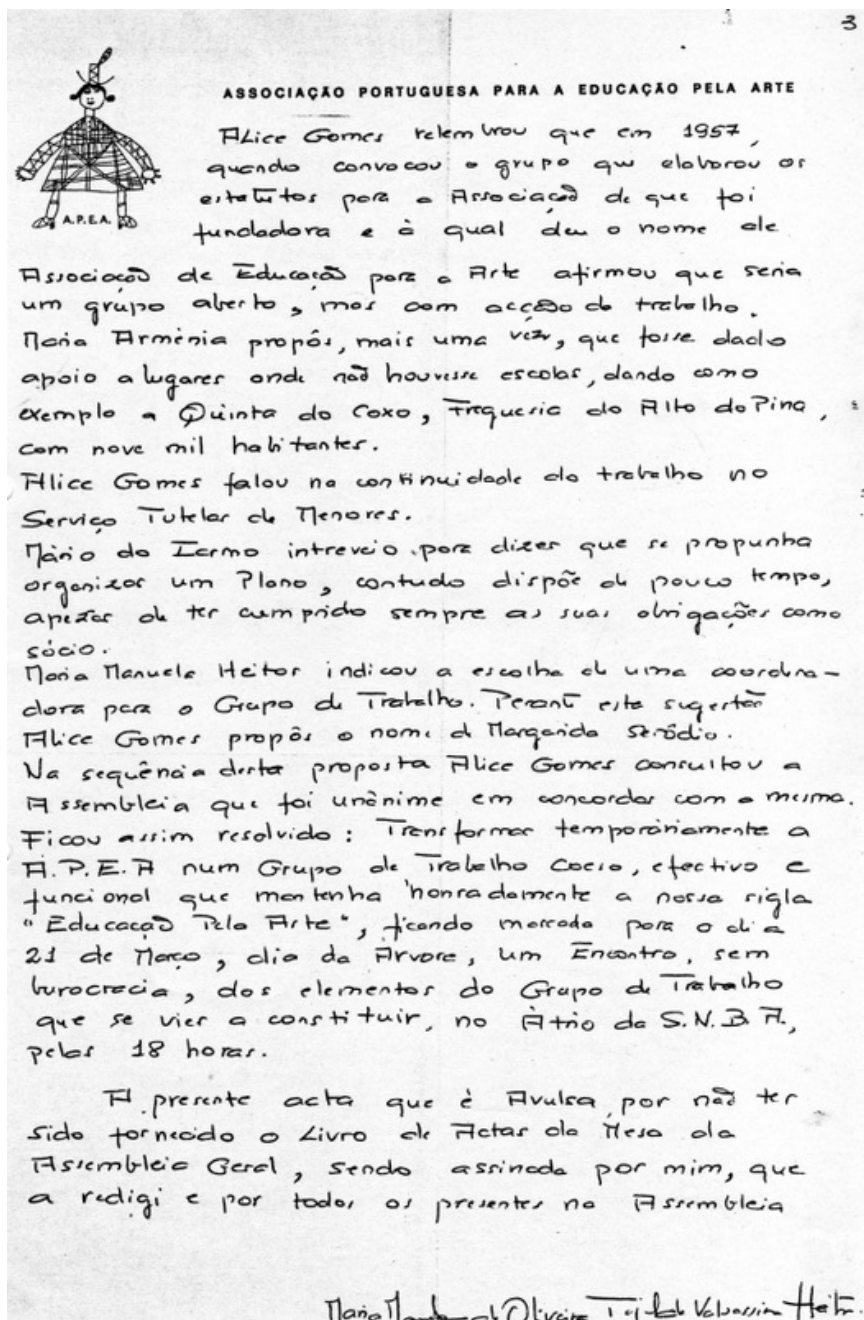 3
ASSOCIAÇÃO PORTUGUESA PARA A EDUCAÇÃO PELA ARTE
A.P.E.A.
Alice Gomes relembrou que em 1957,
quando convocou o grupo que elaborou os
estatutos para a Associação de que foi
fundadora e à qual deu o nome de
Associação de Educação para a Arte afirmou que seria
um grupo aberto, mas com acção de trabalho.
Maria Arménia propôs, mais uma vez, que fosse dado
apoio a lugares onde não houvesse escolas, dando como
exemplo a Quinta do Coxo, Freguesia do Alto do Pina,
com nove mil habitantes.
Alice Gomes falou na continuidade do trabalho no
Serviço Tutelar de Menores.
Mário do Carmo interveio para dizer que se propunha
organizar um Plano, contudo dispõe de pouco tempo,
apezar de ter cumprido sempre as suas obrigações como
sócio.
Maria Manuela Heitor indicou a escolha de uma coordena-
dora para o Grupo de Trabalho. Perante esta sugestão
Alice Gomes propôs o nome de Margarida Serôdio.
Na sequência desta proposta Alice Gomes consultou a
Assembleia que foi unânime em concordar com a mesma.
Ficou assim resolvido: Transformar temporáriamente a
A.P.E.A num Grupo de Trabalho Coeso, efectivo e
funcional que mantenha honradamente a nossa sigla
"Educação Pela Arte", ficando marcado para o dia
21 de Março, dia da Árvore, um Encontro, sem
burocracia, dos elementos do Grupo de Trabalho
que se vier a constituir, no Átrio da S.N.B.A.,
pelas 18 horas.
A presente acta que é Avulsa por não ter
sido fornecido o Livro de Actas da Mesa da
Assembleia Geral, sendo assinada por mim, que
a redigi e por todos os presentes na Assembleia
Maria Manuela de Oliveira Heitor